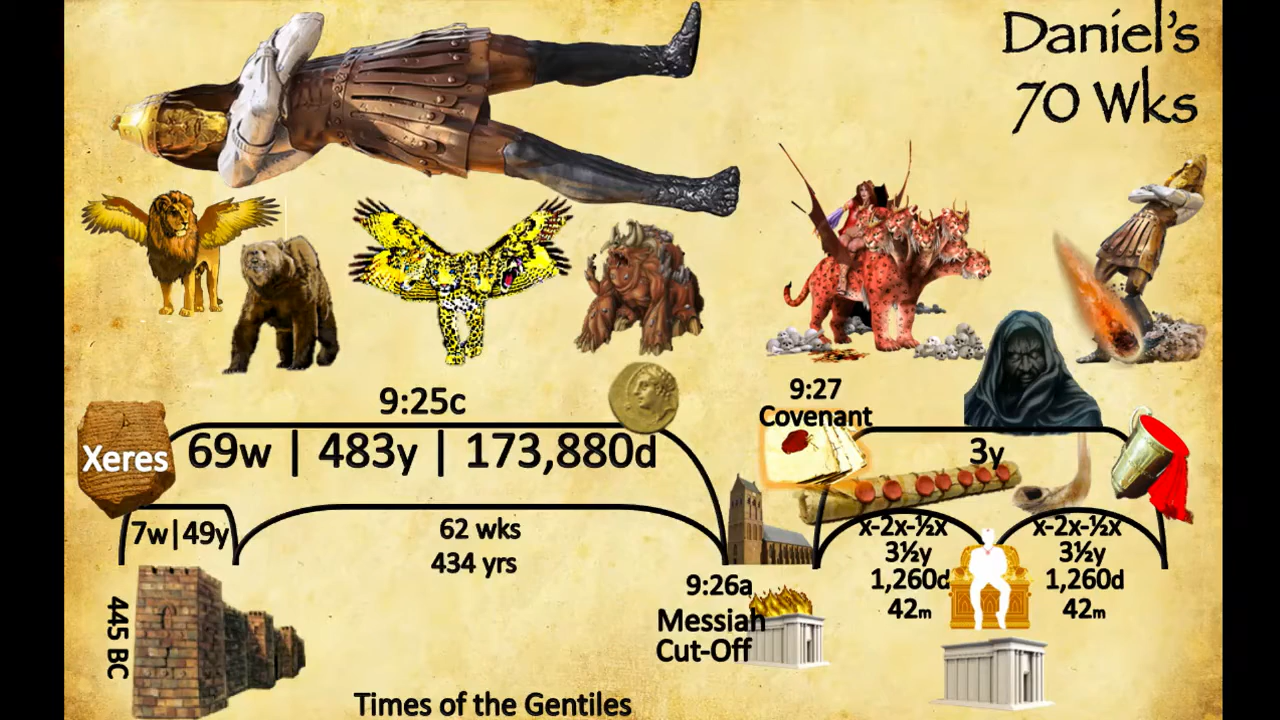 Daniel's
70 Wks
9:25c
9:27
Covenant
Xeres
69w | 483y | 173,880d
3y
7w|49y
62 wks
434 yrs
x-2x-½x
3½y
1,260d
42m
x-2x-½x
3½y
1,260d
42m
9:26a
Messiah
Cut-Off
445 BC
Times of the Gentiles